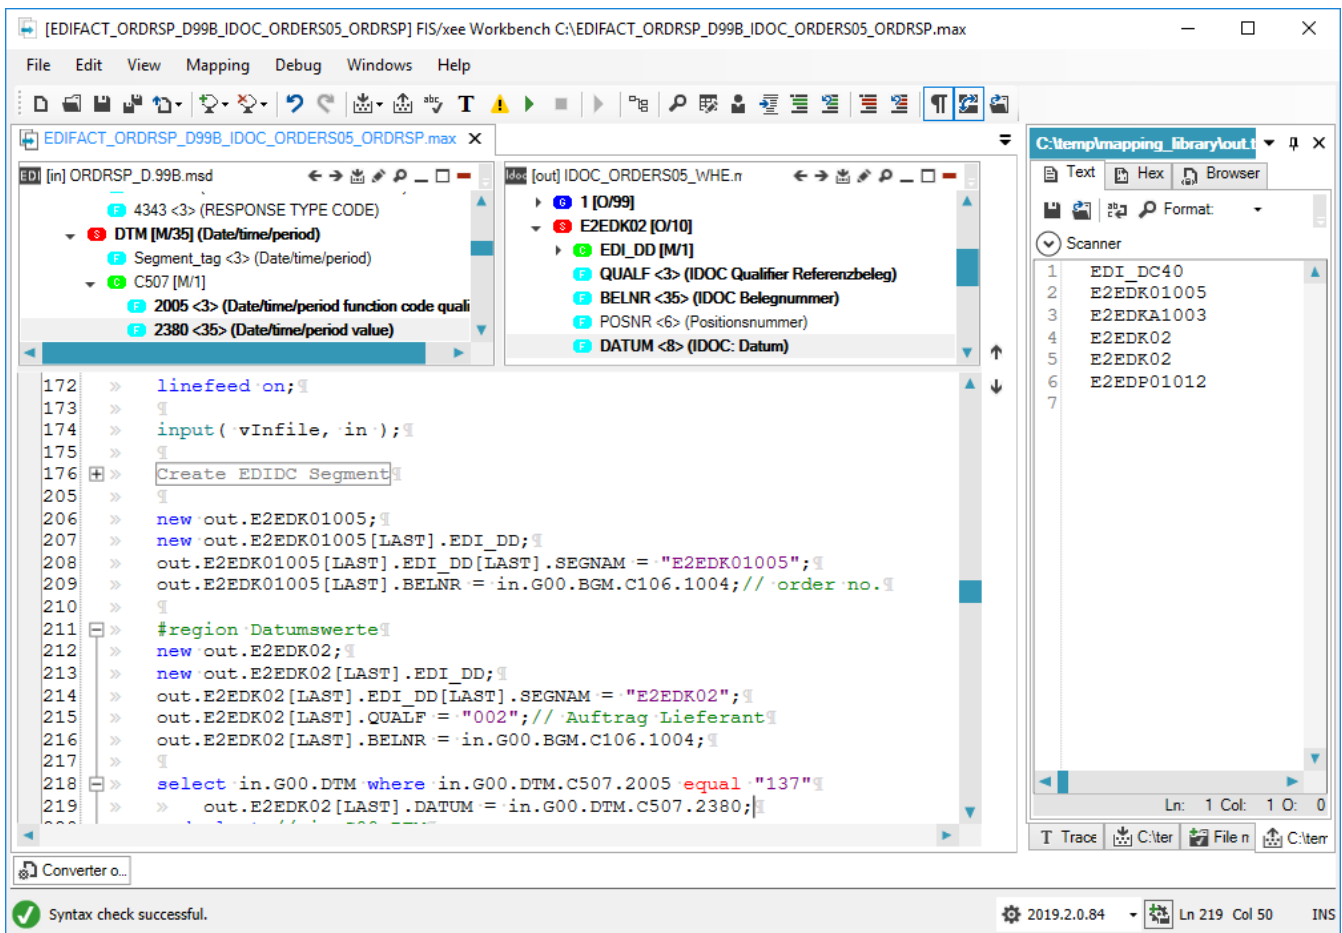 [EDIFACT_ORDRSP_D99B_IDOC_ORDERS05_ORDRSP] FIS/xee Workbench C:\EDIFACT_ORDRSP_D99B_IDOC_ORDERS05_ORDRSP.max
File Edit View Mapping Debug Windows Help
EDIFACT_ORDRSP_D99B_IDOC_ORDERS05_ORDRSP.max
EDI [in] ORDRSP_D.99B.msd
4343 <3> (RESPONSE TYPE CODE)
DTM [M/35] (Date/time/period)
Segment_tag <3> (Date/time/period)
C507 [M/1]
2005 <3> (Date/time/period function code quali
2380 <35> (Date/time/period value)
Idoc [out] IDOC_ORDERS05_WHE.
1 [O/99]
E2EDK02 [O/10]
EDI_DD [M/1]
QUALF <3> (IDOC Qualifier Referenzbeleg)
BELNR <35> (IDOC Belegnummer)
POSNR <6> (Positionsnummer)
DATUM <8> (IDOC: Datum)
172 linefeed on;
173
174 input( vInfile, in );
175
176 Create EDIDC Segment
205
206 new out.E2EDK01005;
207 new out.E2EDK01005[LAST].EDI_DD;
208 out.E2EDK01005[LAST].EDI_DD[LAST].SEGNAM = "E2EDK01005";
209 out.E2EDK01005[LAST].BELNR = in.G00.BGM.C106.1004;// order no.
210
211 #region Datumswerte
212 new out.E2EDK02;
213 new out.E2EDK02[LAST].EDI_DD;
214 out.E2EDK02[LAST].EDI_DD[LAST].SEGNAM = "E2EDK02";
215 out.E2EDK02[LAST].QUALF = "002";// Auftrag Lieferant
216 out.E2EDK02[LAST].BELNR = in.G00.BGM.C106.1004;
217
218 select in.G00.DTM where in.G00.DTM.C507.2005 equal "137"
219 out.E2EDK02[LAST].DATUM = in.G00.DTM.C507.2380;
C:\temp\mapping_library\out.t
Text Hex Browser
Format:
Scanner
1 EDI_DC40
2 E2EDK01005
3 E2EDKA1003
4 E2EDK02
5 E2EDK02
6 E2EDP01012
7
Ln: 1 Col: 1 O: 0
T Trace C:\ter File n C:\tem
Converter o...
Syntax check successful.
2019.2.0.84 Ln 219 Col 50 INS